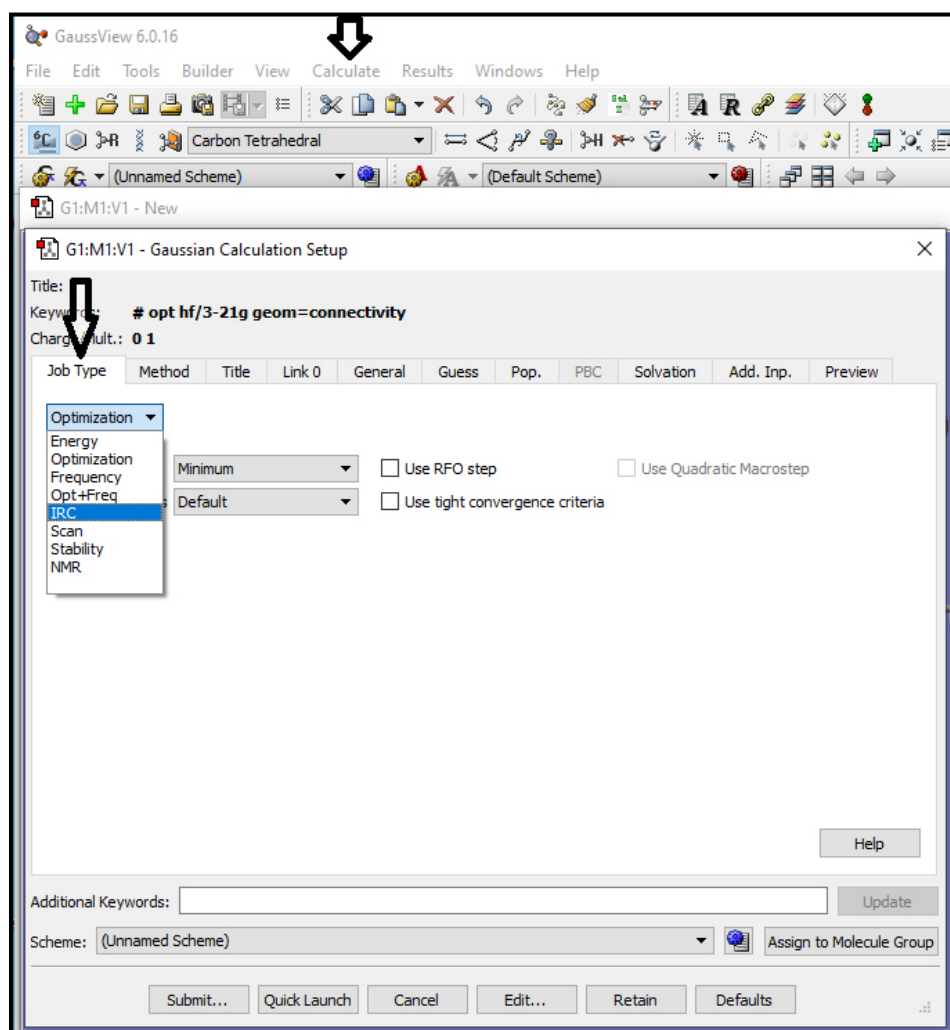 GaussView 6.0.16
File Edit Tools Builder View Calculate Results Windows Help
Carbon Tetrahedral
(Unnamed Scheme) (Default Scheme)
G1:M1:V1 - New
G1:M1:V1 - Gaussian Calculation Setup
Title:
Keywords: # opt hf/3-21g geom=connectivity
Charge/Mult.: 0 1
Job Type Method Title Link 0 General Guess Pop. PBC Solvation Add. Inp. Preview
Optimization
Energy
Optimization
Frequency
Opt+Freq
IRC
Scan
Stability
NMR
Minimum Use RFO step Use Quadratic Macrostep
Default Use tight convergence criteria
Help
Additional Keywords: Update
Scheme: (Unnamed Scheme) Assign to Molecule Group
Submit... Quick Launch Cancel Edit... Retain Defaults